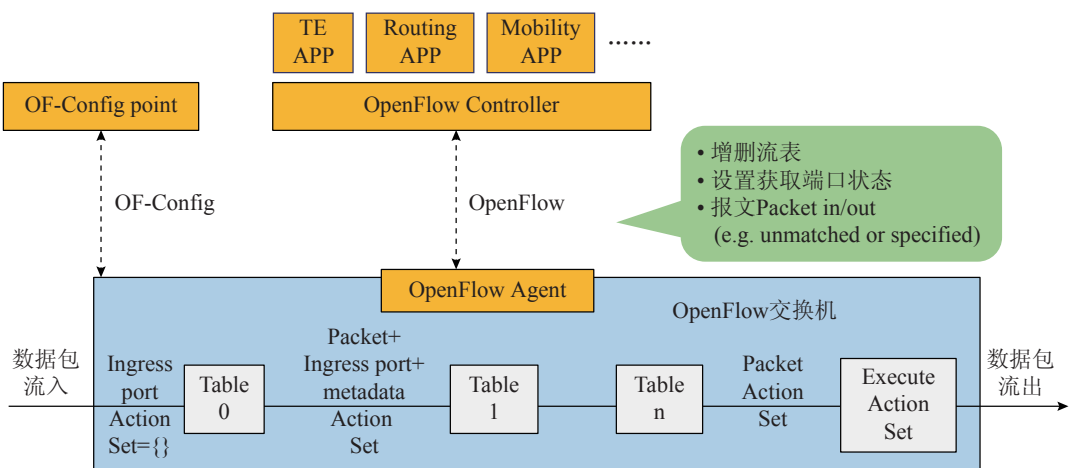 TE
APP
Routing
APP
Mobility
APP
……
OF-Config point
OpenFlow Controller
• 增删流表
• 设置获取端口状态
• 报文Packet in/out
(e.g. unmatched or specified)
OF-Config
OpenFlow
OpenFlow Agent
OpenFlow交换机
数据包
流入
Ingress
port
Action
Set={}
Table
0
Packet+
Ingress port+
metadata
Action
Set
Table
1
Table
n
Packet
Action
Set
Execute
Action
Set
数据包
流出